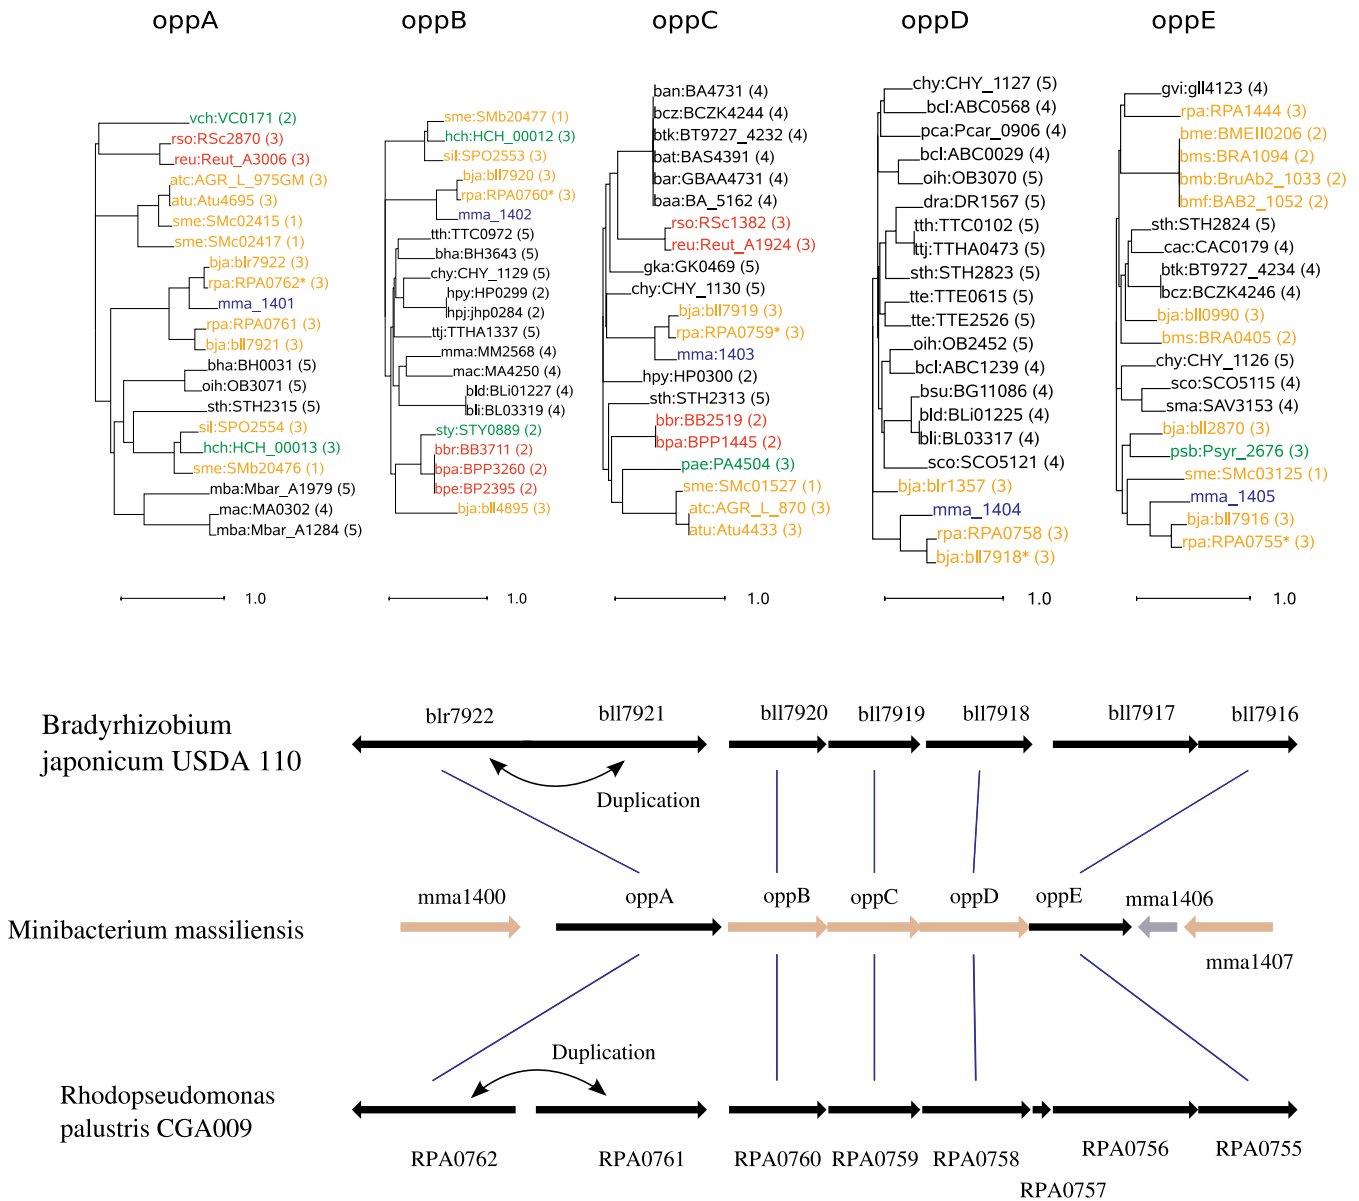 oppA
oppB
oppC
oppD
oppE
vch:VC0171 (2)
rso:RSc2870 (3)
reu:Reut_A3006 (3)
atc:AGR_L_975GM (3)
atu:Atu4695 (3)
sme:SMc02415 (1)
sme:SMc02417 (1)
bja:blr7922 (3)
rpa:RPA0762* (3)
mma_1401
rpa:RPA0761 (3)
bja:bll7921 (3)
bha:BH0031 (5)
oih:OB3071 (5)
sth:STH2315 (5)
sil:SPO2554 (3)
hch:HCH_00013 (3)
sme:SMb20476 (1)
mba:Mbar_A1979 (5)
mac:MA0302 (4)
mba:Mbar_A1284 (5)
1.0
sme:SMb20477 (1)
hch:HCH_00012 (3)
sil:SPO2553 (3)
bja:bll7920 (3)
rpa:RPA0760* (3)
mma_1402
tth:TTC0972 (5)
bha:BH3643 (5)
chy:CHY_1129 (5)
hpy:HP0299 (2)
hpj:jhp0284 (2)
ttj:TTHA1337 (5)
mma:MM2568 (4)
mac:MA4250 (4)
bld:BLi01227 (4)
bli:BL03319 (4)
sty:STY0889 (2)
bbr:BB3711 (2)
bpa:BPP3260 (2)
bpe:BP2395 (2)
bja:bll4895 (3)
1.0
ban:BA4731 (4)
bcz:BCZK4244 (4)
btk:BT9727_4232 (4)
bat:BAS4391 (4)
bar:GBAA4731 (4)
baa:BA_5162 (4)
rso:RSc1382 (3)
reu:Reut_A1924 (3)
gka:GK0469 (5)
chy:CHY_1130 (5)
bja:bll7919 (3)
rpa:RPA0759* (3)
mma:1403
hpy:HP0300 (2)
sth:STH2313 (5)
bbr:BB2519 (2)
bpa:BPP1445 (2)
pae:PA4504 (3)
sme:SMc01527 (1)
atc:AGR_L_870 (3)
atu:Atu4433 (3)
1.0
chy:CHY_1127 (5)
bcl:ABC0568 (4)
pca:Pcar_0906 (4)
bcl:ABC0029 (4)
oih:OB3070 (5)
dra:DR1567 (5)
tth:TTC0102 (5)
ttj:TTHA0473 (5)
sth:STH2823 (5)
tte:TTE0615 (5)
tte:TTE2526 (5)
oih:OB2452 (5)
bcl:ABC1239 (4)
bsu:BG11086 (4)
bld:BLi01225 (4)
bli:BL03317 (4)
sco:SCO5121 (4)
bja:blr1357 (3)
mma_1404
rpa:RPA0758 (3)
bja:bll7918* (3)
1.0
gvi:gll4123 (4)
rpa:RPA1444 (3)
bme:BMEII0206 (2)
bms:BRA1094 (2)
bmb:BruAb2_1033 (2)
bmf:BAB2_1052 (2)
sth:STH2824 (5)
cac:CAC0179 (4)
btk:BT9727_4234 (4)
bcz:BCZK4246 (4)
bja:bll0990 (3)
bms:BRA0405 (2)
chy:CHY_1126 (5)
sco:SCO5115 (4)
sma:SAV3153 (4)
bja:bll2870 (3)
psb:Psyr_2676 (3)
sme:SMc03125 (1)
mma_1405
bja:bll7916 (3)
rpa:RPA0755* (3)
1.0
Bradyrhizobium
japonicum USDA 110
blr7922
bll7921
bll7920
bll7919
bll7918
bll7917
bll7916
Duplication
Minibacterium massiliensis
mma1400
oppA
oppB
oppC
oppD
oppE
mma1406
mma1407
Duplication
Rhodopseudomonas
palustris CGA009
RPA0762
RPA0761
RPA0760
RPA0759
RPA0758
RPA0757
RPA0756
RPA0755